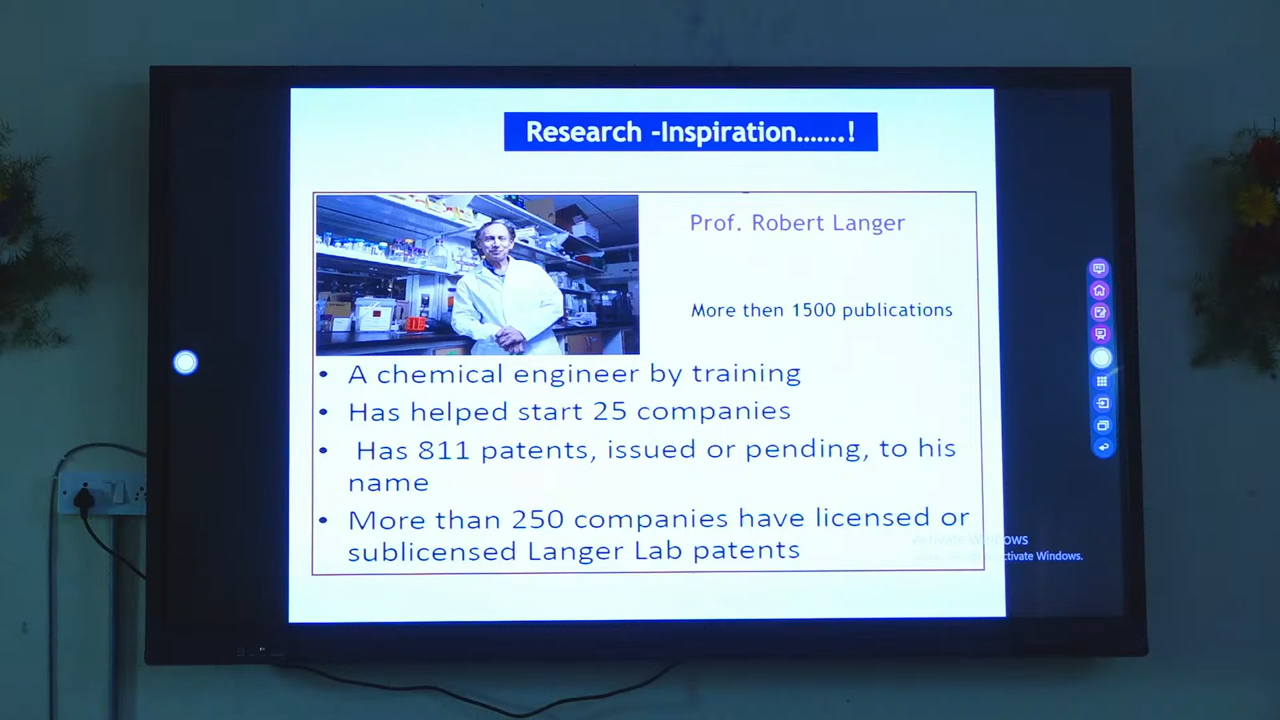 Research -Inspiration.......!
Prof. Robert Langer
More then 1500 publications
• A chemical engineer by training
• Has helped start 25 companies
• Has 811 patents, issued or pending, to his
name
• More than 250 companies have licensed or
sublicensed Langer Lab patents
Activate Windows
ctivate Windows.